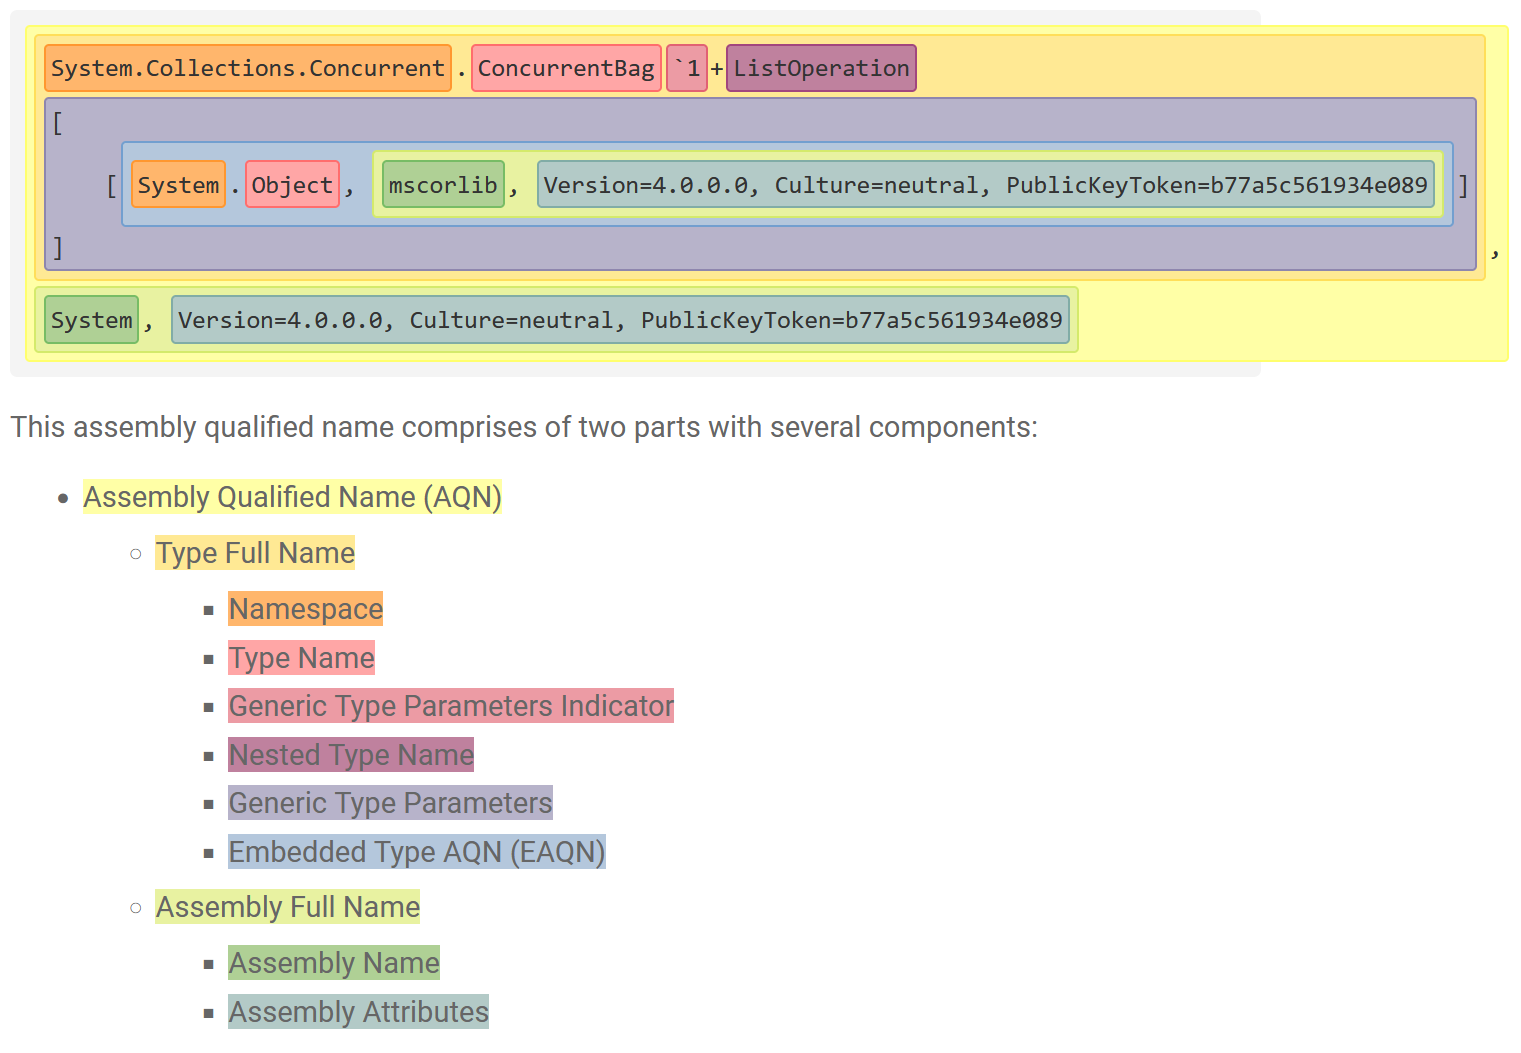 System.Collections.Concurrent.ConcurrentBag`1+ListOperation
[
[System.Object, mscorlib, Version=4.0.0.0, Culture=neutral, PublicKeyToken=b77a5c561934e089]
],
System, Version=4.0.0.0, Culture=neutral, PublicKeyToken=b77a5c561934e089
This assembly qualified name comprises of two parts with several components:
Assembly Qualified Name (AQN)
Type Full Name
Namespace
Type Name
Generic Type Parameters Indicator
Nested Type Name
Generic Type Parameters
Embedded Type AQN (EAQN)
Assembly Full Name
Assembly Name
Assembly Attributes